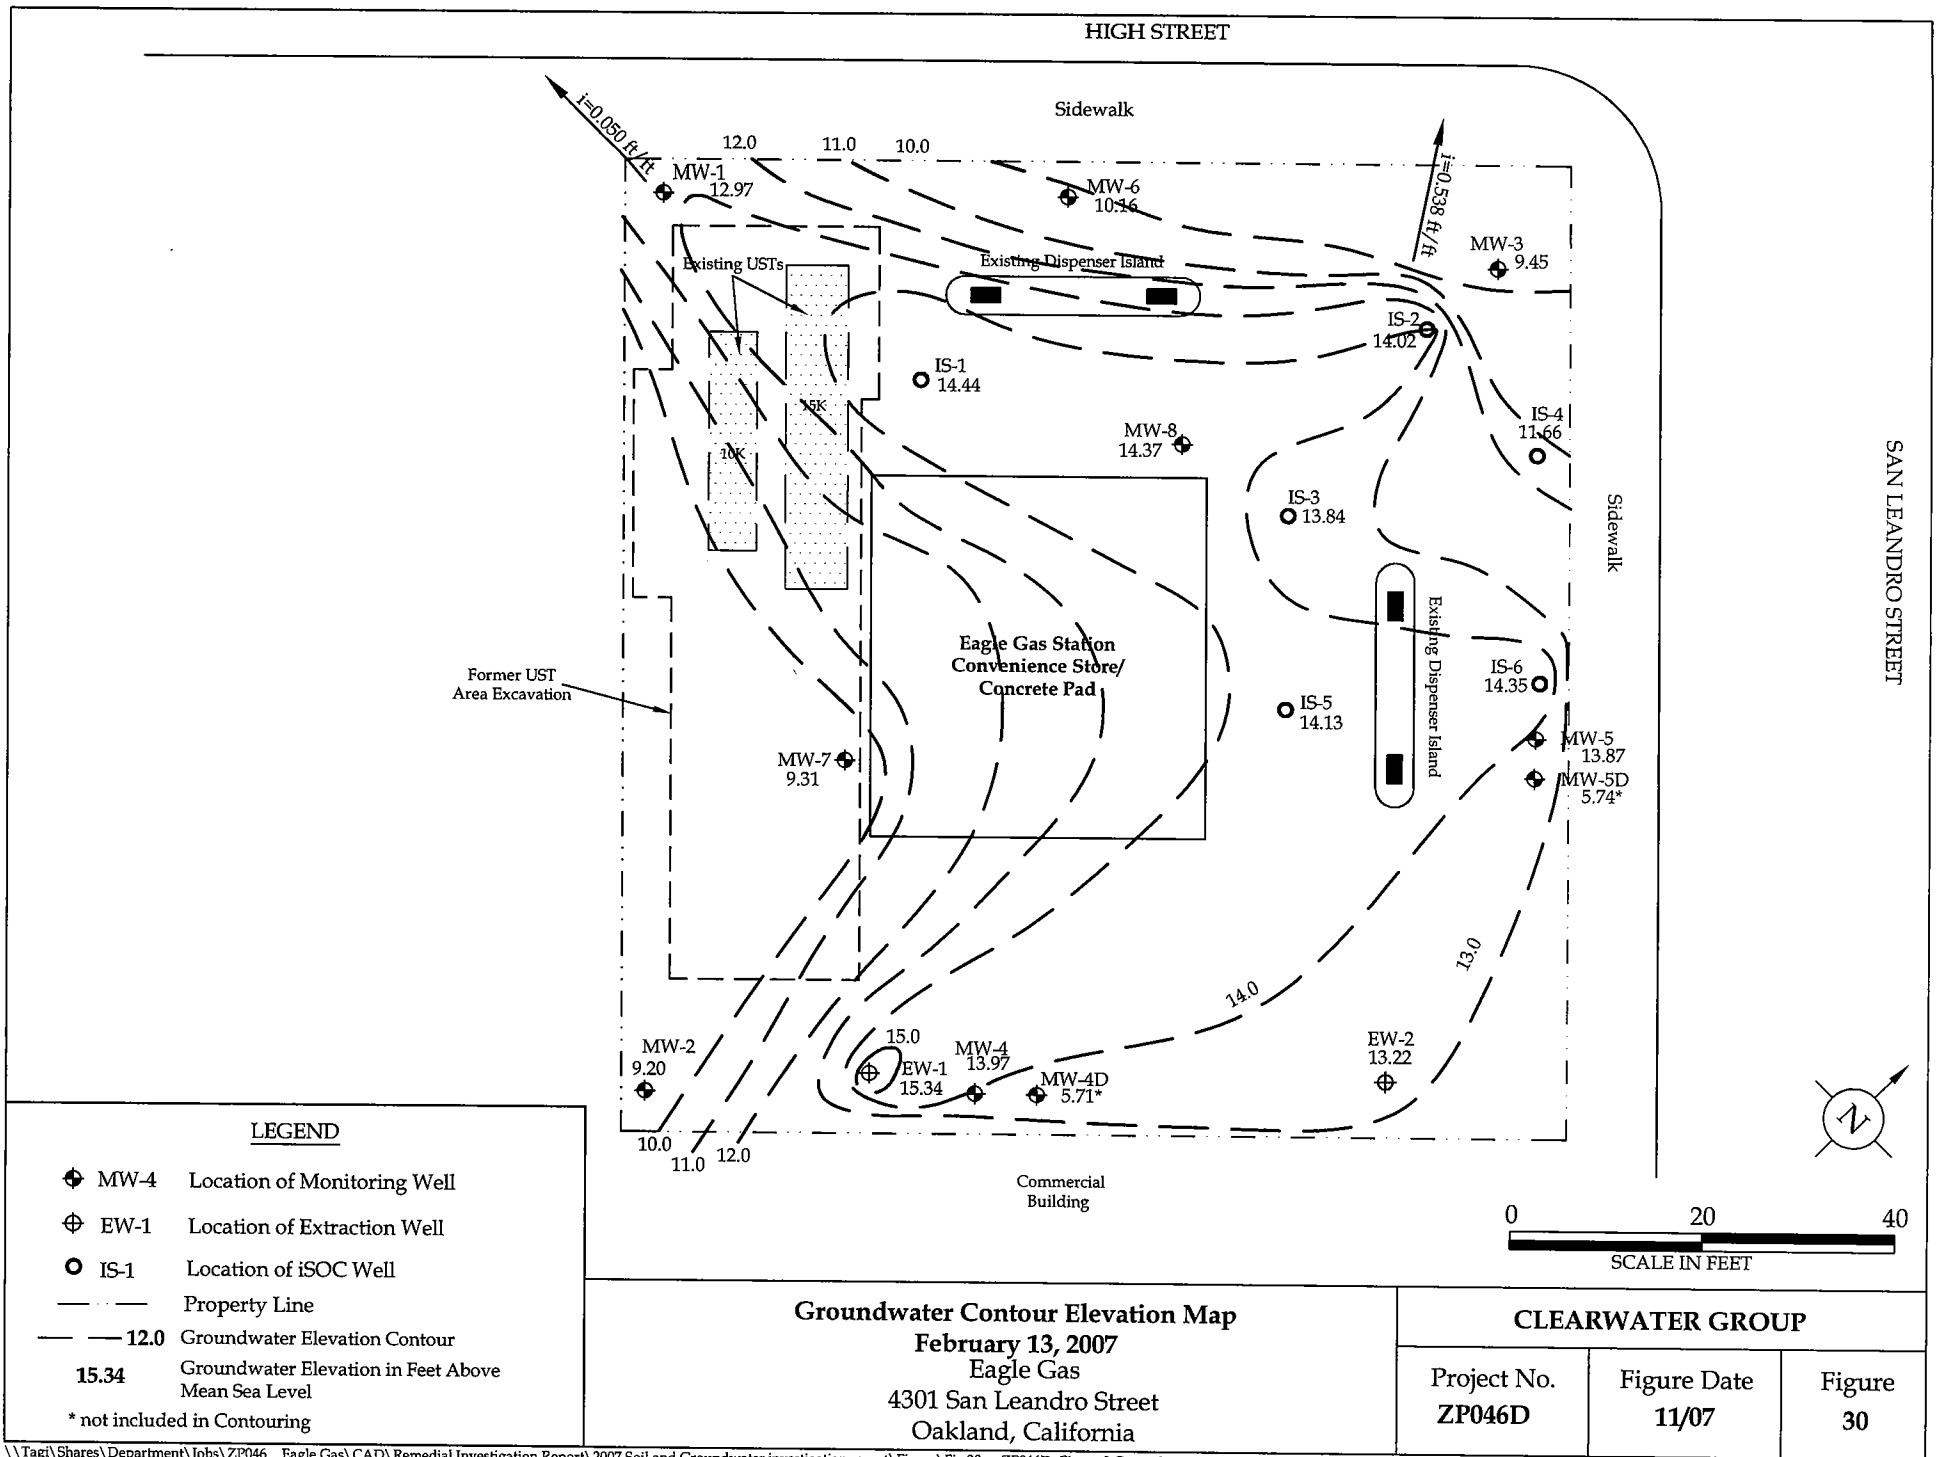 HIGH STREET
Sidewalk
i=0.050 ft/ft
12.0
11.0
10.0
MW-1
12.97
MW-6
10.16
i=0.538 ft/ft
MW-3
9.45
Existing USTs
Existing Dispenser Island
IS-2
14.02
IS-1
14.44
15K
10K
MW-8
14.37
IS-4
11.66
IS-3
13.84
Sidewalk
SAN LEANDRO STREET
Eagle Gas Station
Convenience Store/
Concrete Pad
Existing Dispenser Island
Former UST
Area Excavation
IS-6
14.35
IS-5
14.13
MW-7
9.31
MW-5
13.87
MW-5D
5.74*
13.0
14.0
MW-2
9.20
15.0
EW-1
15.34
MW-4
13.97
MW-4D
5.71*
EW-2
13.22
10.0
11.0
12.0
Commercial
Building
N
0 20 40
SCALE IN FEET
LEGEND
MW-4 Location of Monitoring Well
EW-1 Location of Extraction Well
IS-1 Location of iSOC Well
Property Line
12.0 Groundwater Elevation Contour
15.34 Groundwater Elevation in Feet Above
Mean Sea Level
* not included in Contouring
Groundwater Contour Elevation Map
February 13, 2007
Eagle Gas
4301 San Leandro Street
Oakland, California
CLEARWATER GROUP
Project No.
ZP046D
Figure Date
11/07
Figure
30